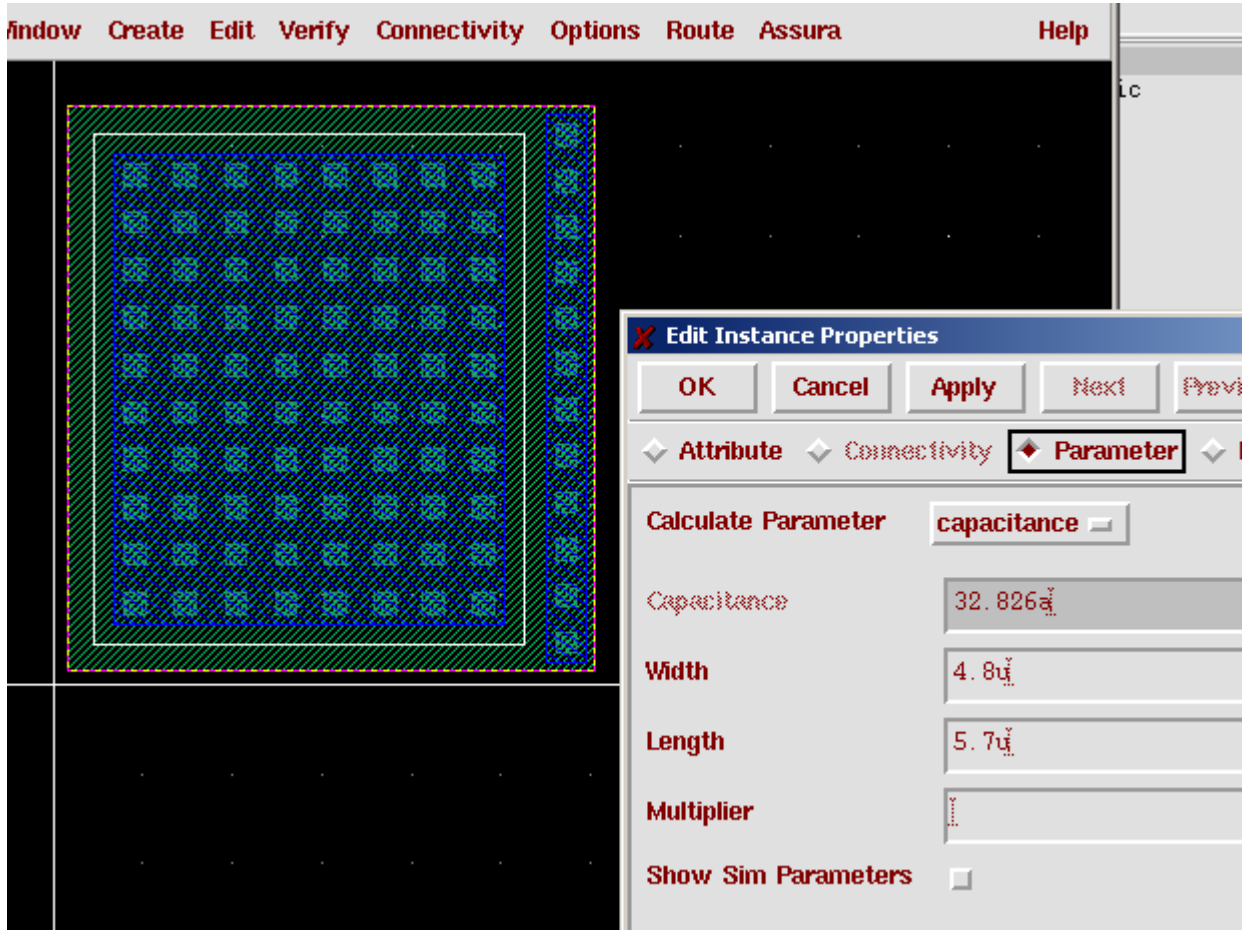 Window Create Edit Verify Connectivity Options Route Assura Help
ic
Edit Instance Properties
OK Cancel Apply Next Previ
Attribute Connectivity Parameter
Calculate Parameter capacitance
Capacitance 32.826a
Width 4.8u
Length 5.7u
Multiplier
Show Sim Parameters